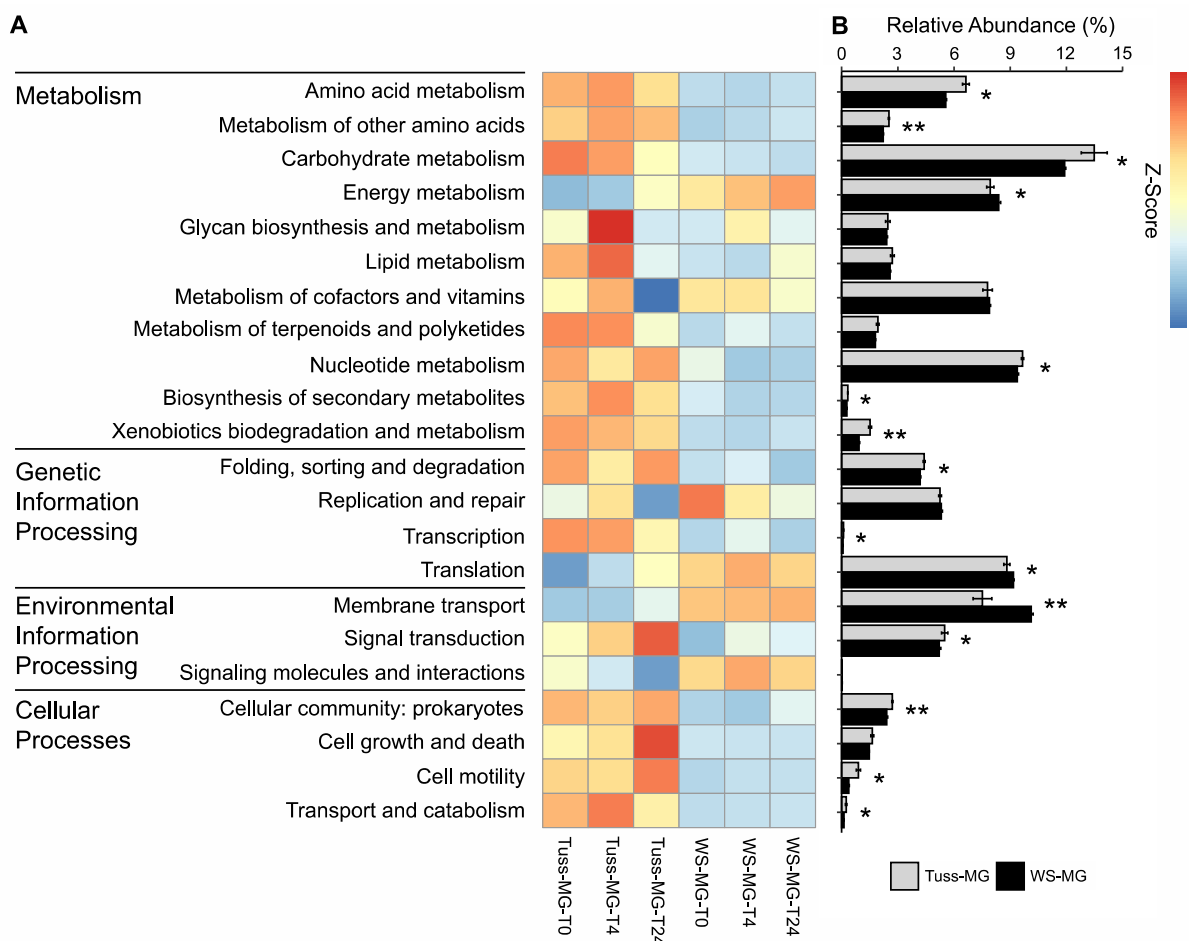 A
B
Relative Abundance (%)
0 3 6 9 12 15
Metabolism
Amino acid metabolism
*
Metabolism of other amino acids
**
Carbohydrate metabolism
*
Energy metabolism
*
Glycan biosynthesis and metabolism
Lipid metabolism
Metabolism of cofactors and vitamins
Metabolism of terpenoids and polyketides
Nucleotide metabolism
*
Biosynthesis of secondary metabolites
*
Xenobiotics biodegradation and metabolism
**
Genetic
Information
Processing
Folding, sorting and degradation
*
Replication and repair
Transcription
*
Translation
*
Environmental
Information
Processing
Membrane transport
**
Signal transduction
*
Signaling molecules and interactions
Cellular
Processes
Cellular community: prokaryotes
**
Cell growth and death
Cell motility
*
Transport and catabolism
*
Z-Score
Tuss-MG-T0
Tuss-MG-T4
Tuss-MG-T24
WS-MG-T0
WS-MG-T4
WS-MG-T24
Tuss-MG
WS-MG